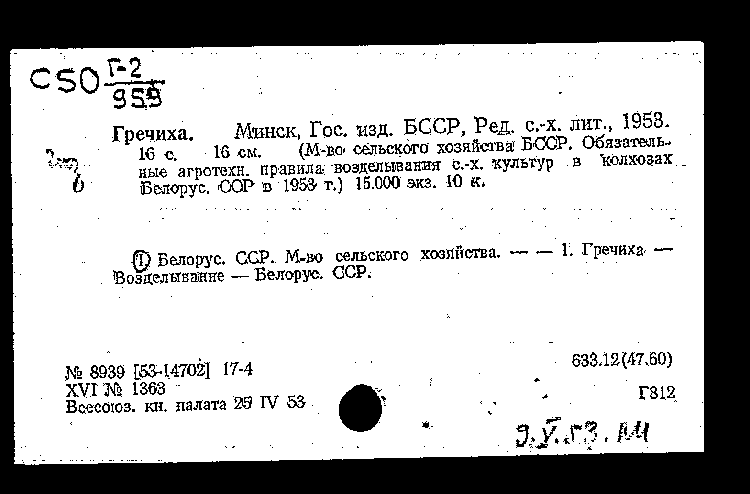 CSO Г-2
959
Гречиха. Минск, Гос. изд. БССР, Ред. с.-х. лит., 1953.
16 с. 16 см. (М-во сельского хозяйства БССР. Обязатель-
ные агротехн. правила возделывания с.-х. культур в колхозах
Белорус. ССР в 1953 г.) 15.000 экз. 10 к.
б
① Белорус. ССР. М-во сельского хозяйства. — — 1. Гречиха —
Возделывание — Белорус. ССР.
№ 8939 [53-14702] 17-4
633.12(47.60)
XVI № 1363
Г812
Всесоюз. кн. палата 25 IV 53
9.V.53.